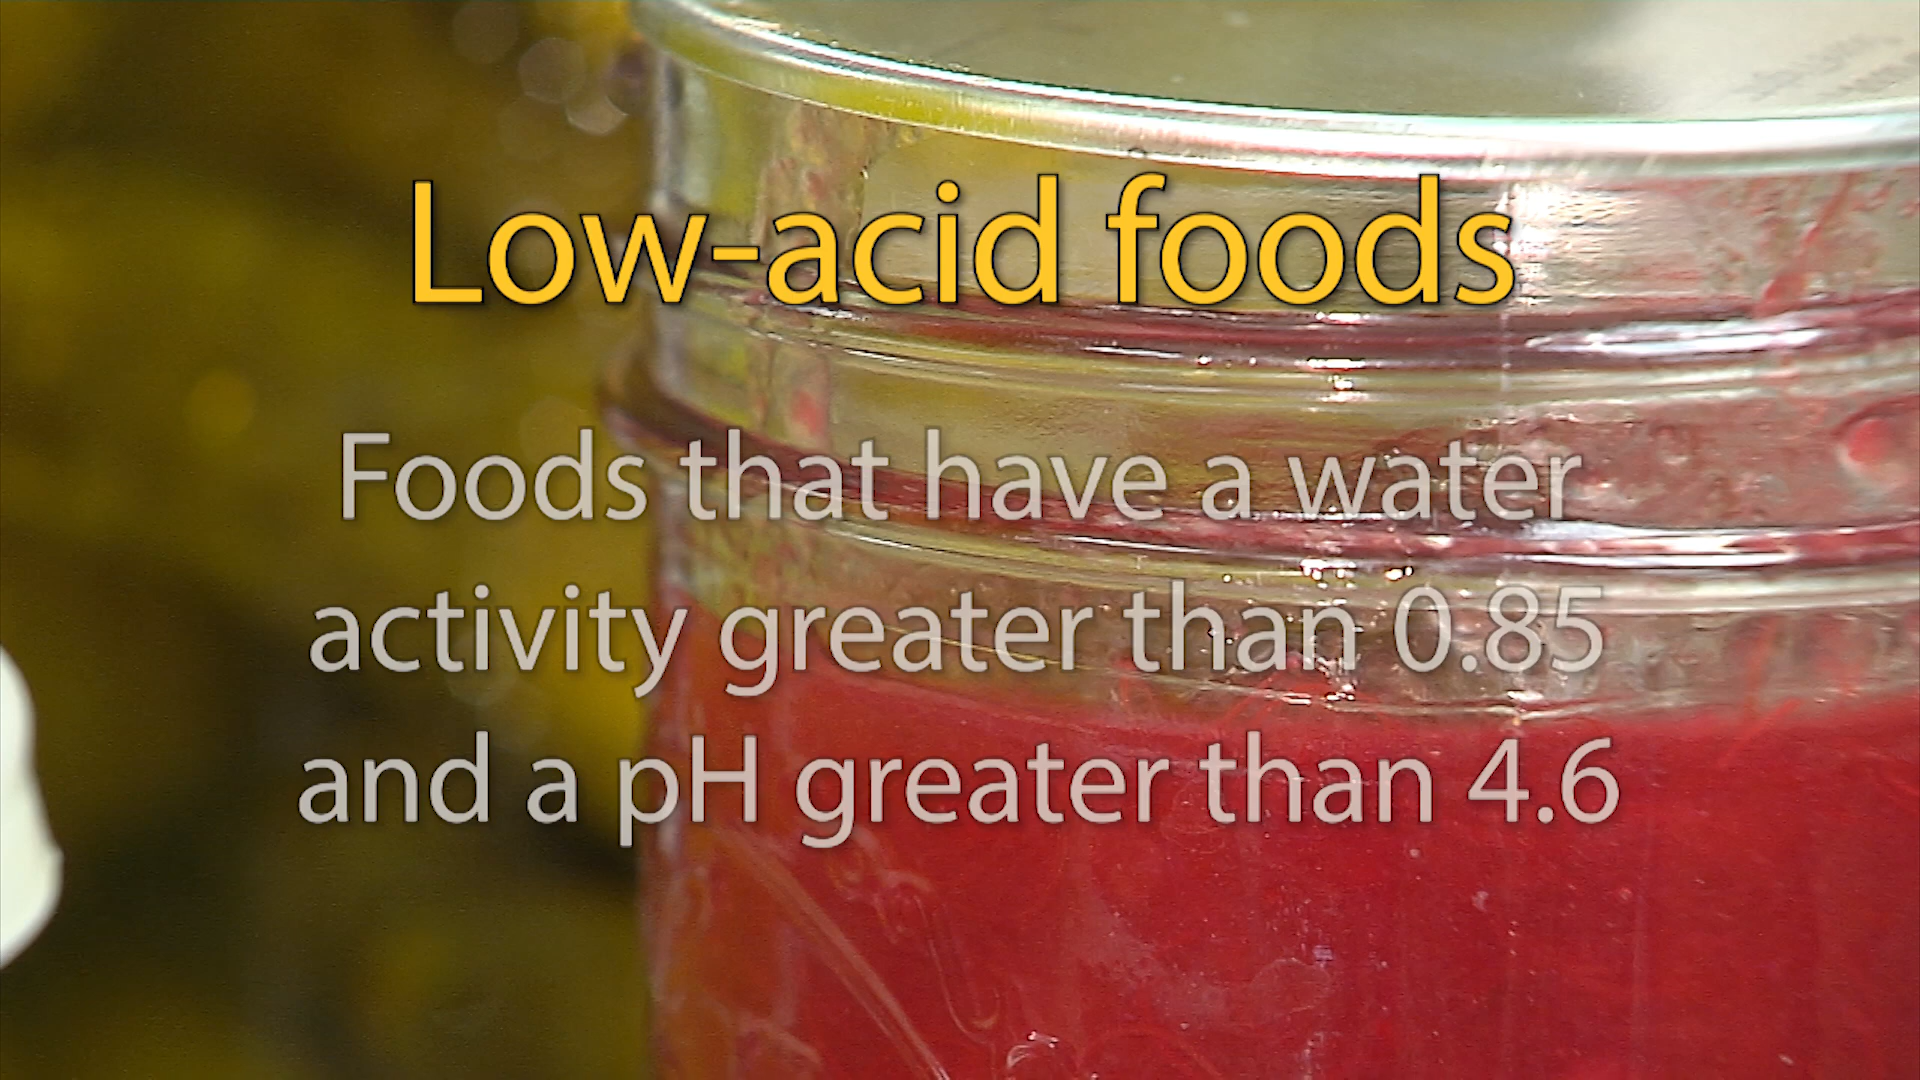 Low-acid foods
Foods that have a water
activity greater than 0.85
and a pH greater than 4.6